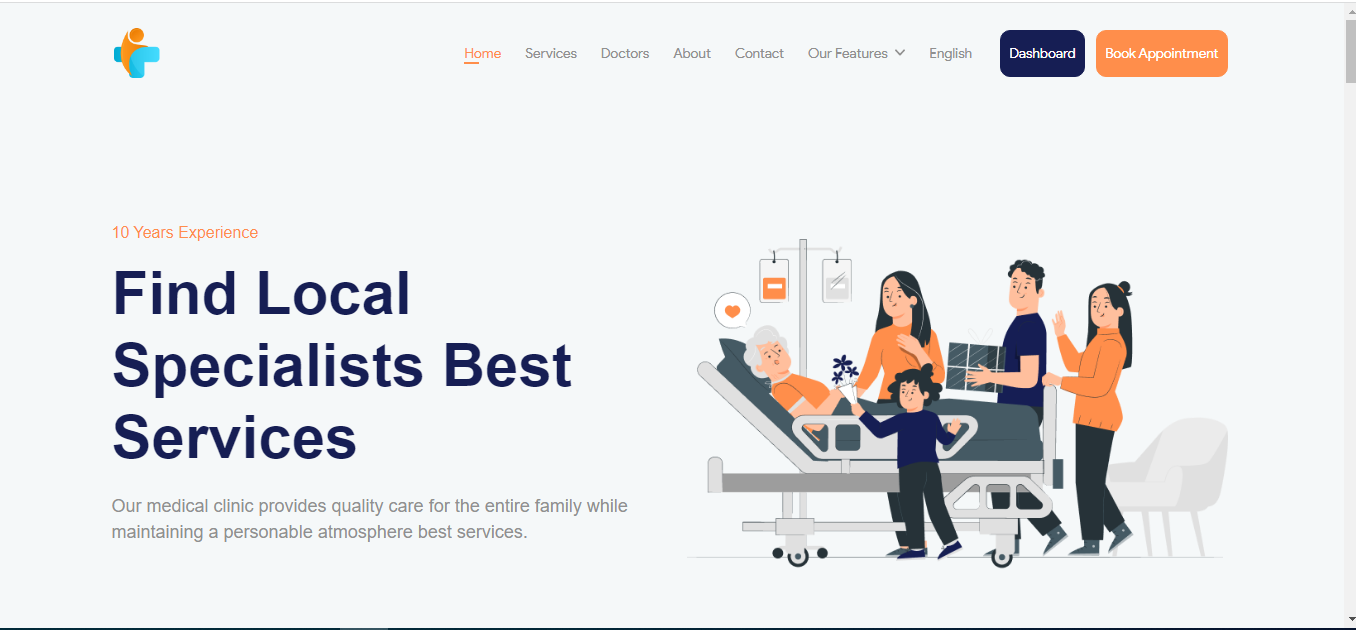 Home Services Doctors About Contact Our Features English Dashboard Book Appointment
10 Years Experience
Find Local
Specialists Best
Services
Our medical clinic provides quality care for the entire family while
maintaining a personable atmosphere best services.